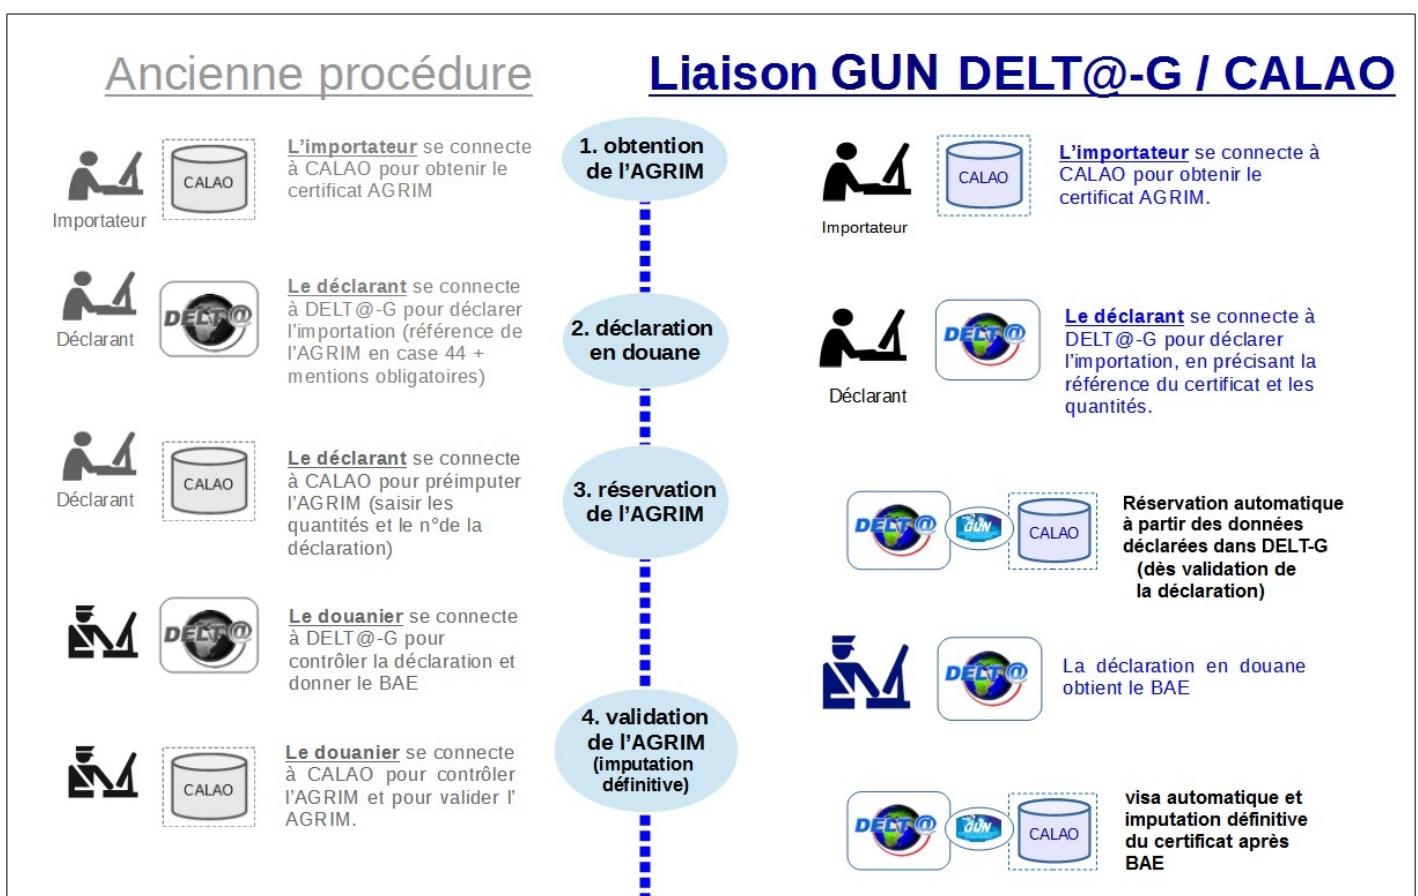 Ancienne procédure
Liaison GUN DELT@-G / CALAO
CALAO
Importateur
L'importateur se connecte
à CALAO pour obtenir le
certificat AGRIM
1. obtention
de l'AGRIM
Importateur
CALAO
L'importateur se connecte à
CALAO pour obtenir le
certificat AGRIM.
Déclarant
DELT@
Le déclarant se connecte
à DELT@-G pour déclarer
l'importation (référence de
l'AGRIM en case 44 +
mentions obligatoires)
2. déclaration
en douane
Déclarant
DELT@
Le déclarant se connecte à
DELT@-G pour déclarer
l'importation, en précisant la
référence du certificat et les
quantités.
Déclarant
CALAO
Le déclarant se connecte
à CALAO pour préimputer
l'AGRIM (saisir les
quantités et le n°de la
déclaration)
3. réservation
de l'AGRIM
DELT@
GUN
CALAO
Réservation automatique
à partir des données
déclarées dans DELT-G
(dès validation de
la déclaration)
DELT@
Le douanier se connecte
à DELT@-G pour
contrôler la déclaration et
donner le BAE
DELT@
La déclaration en douane
obtient le BAE
4. validation
de l'AGRIM
(imputation
définitive)
CALAO
Le douanier se connecte
à CALAO pour contrôler
l'AGRIM et pour valider l'
AGRIM.
DELT@
GUN
CALAO
visa automatique et
imputation définitive
du certificat après
BAE